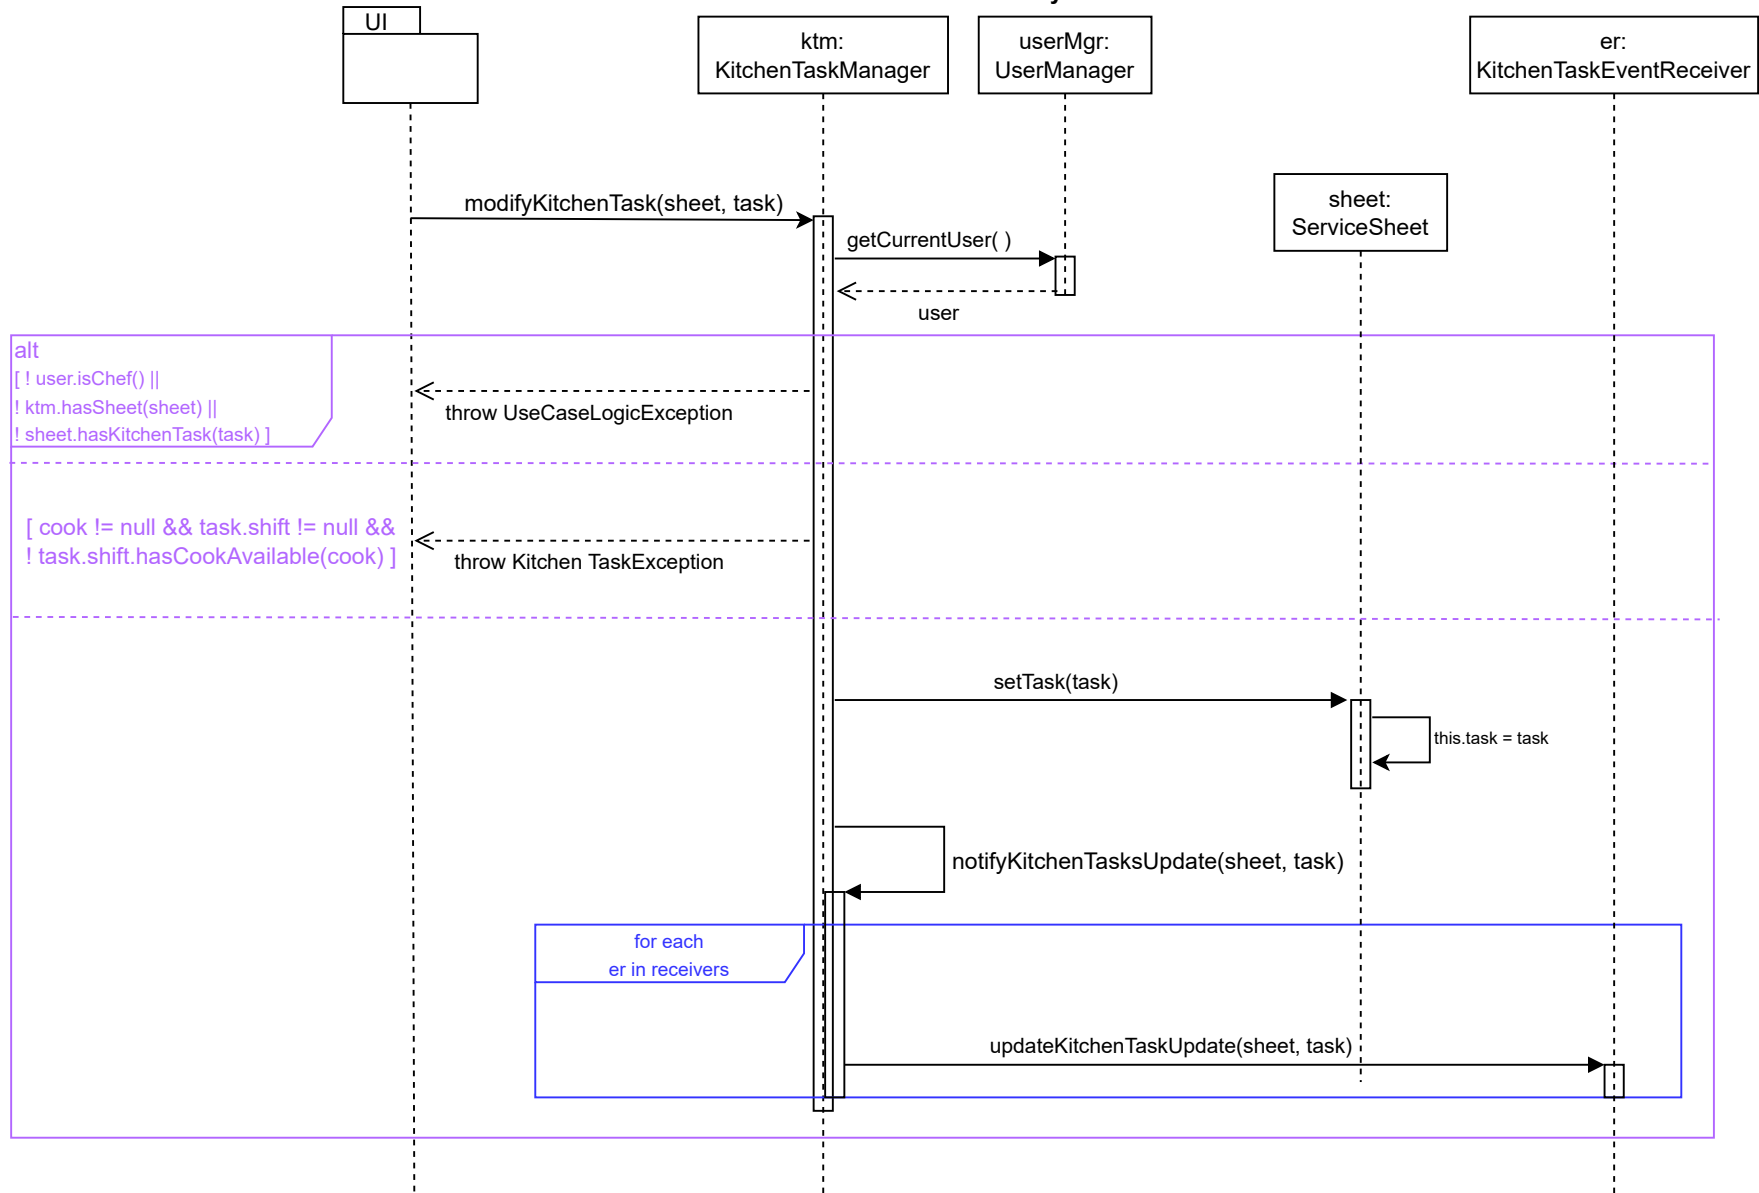 UI
ktm:
KitchenTaskManager
userMgr:
UserManager
er:
KitchenTaskEventReceiver
sheet:
ServiceSheet
modifyKitchenTask(sheet, task)
getCurrentUser( )
user
alt
[ ! user.isChef() ||
! ktm.hasSheet(sheet) ||
! sheet.hasKitchenTask(task) ]
throw UseCaseLogicException
[ cook != null && task.shift != null &&
! task.shift.hasCookAvailable(cook) ]
throw Kitchen TaskException
setTask(task)
this.task = task
notifyKitchenTasksUpdate(sheet, task)
for each
er in receivers
updateKitchenTaskUpdate(sheet, task)